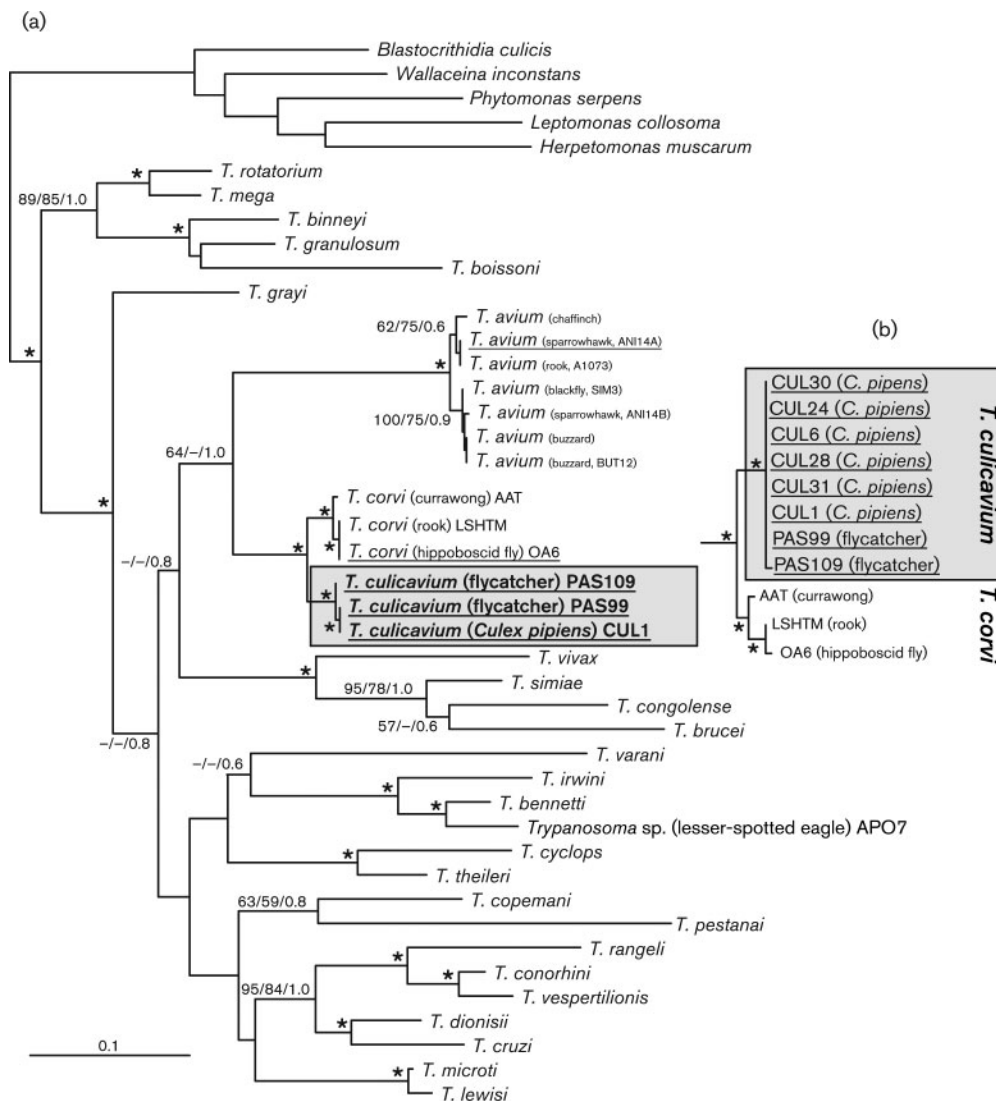 (a)
Blastocrithidia culicis
Wallaceina inconstans
Phytomonas serpens
Leptomonas collosoma
Herpetomonas muscarum
*
T. rotatorium
89/85/1.0
T. mega
*
T. binneyi
T. granulosum
T. boissoni
T. grayi
*
T. avium (chaffinch)
62/75/0.6
T. avium (sparrowhawk, ANI14A)
*
T. avium (rook, A1073)
T. avium (blackfly, SIM3)
100/75/0.9
T. avium (sparrowhawk, ANI14B)
T. avium (buzzard)
64/–/1.0
T. avium (buzzard, BUT12)
*
*
T. corvi (currawong) AAT
T. corvi (rook) LSHTM
*
*
T. corvi (hippoboscid fly) OA6
–/–/0.8
T. culicavium (flycatcher) PAS109
*
T. culicavium (flycatcher) PAS99
*
T. culicavium (Culex pipiens) CUL1
T. vivax
*
95/78/1.0
T. simiae
T. congolense
57/–/0.6
T. brucei
–/–/0.8
–/–/0.6
T. varani
*
T. irwini
*
T. bennetti
Trypanosoma sp. (lesser-spotted eagle) APO7
*
T. cyclops
T. theileri
63/59/0.8
T. copemani
T. pestanai
*
T. rangeli
*
T. conorhini
95/84/1.0
T. vespertilionis
*
T. dionisii
T. cruzi
0.1
*
T. microti
T. lewisi
(b)
CUL30 (C. pipens)
CUL24 (C. pipiens)
CUL6 (C. pipiens)
*
CUL28 (C. pipiens)
CUL31 (C. pipiens)
CUL1 (C. pipiens)
PAS99 (flycatcher)
PAS109 (flycatcher)
T. culicavium
AAT (currawong)
*
LSHTM (rook)
*
OA6 (hippoboscid fly)
T. corvi